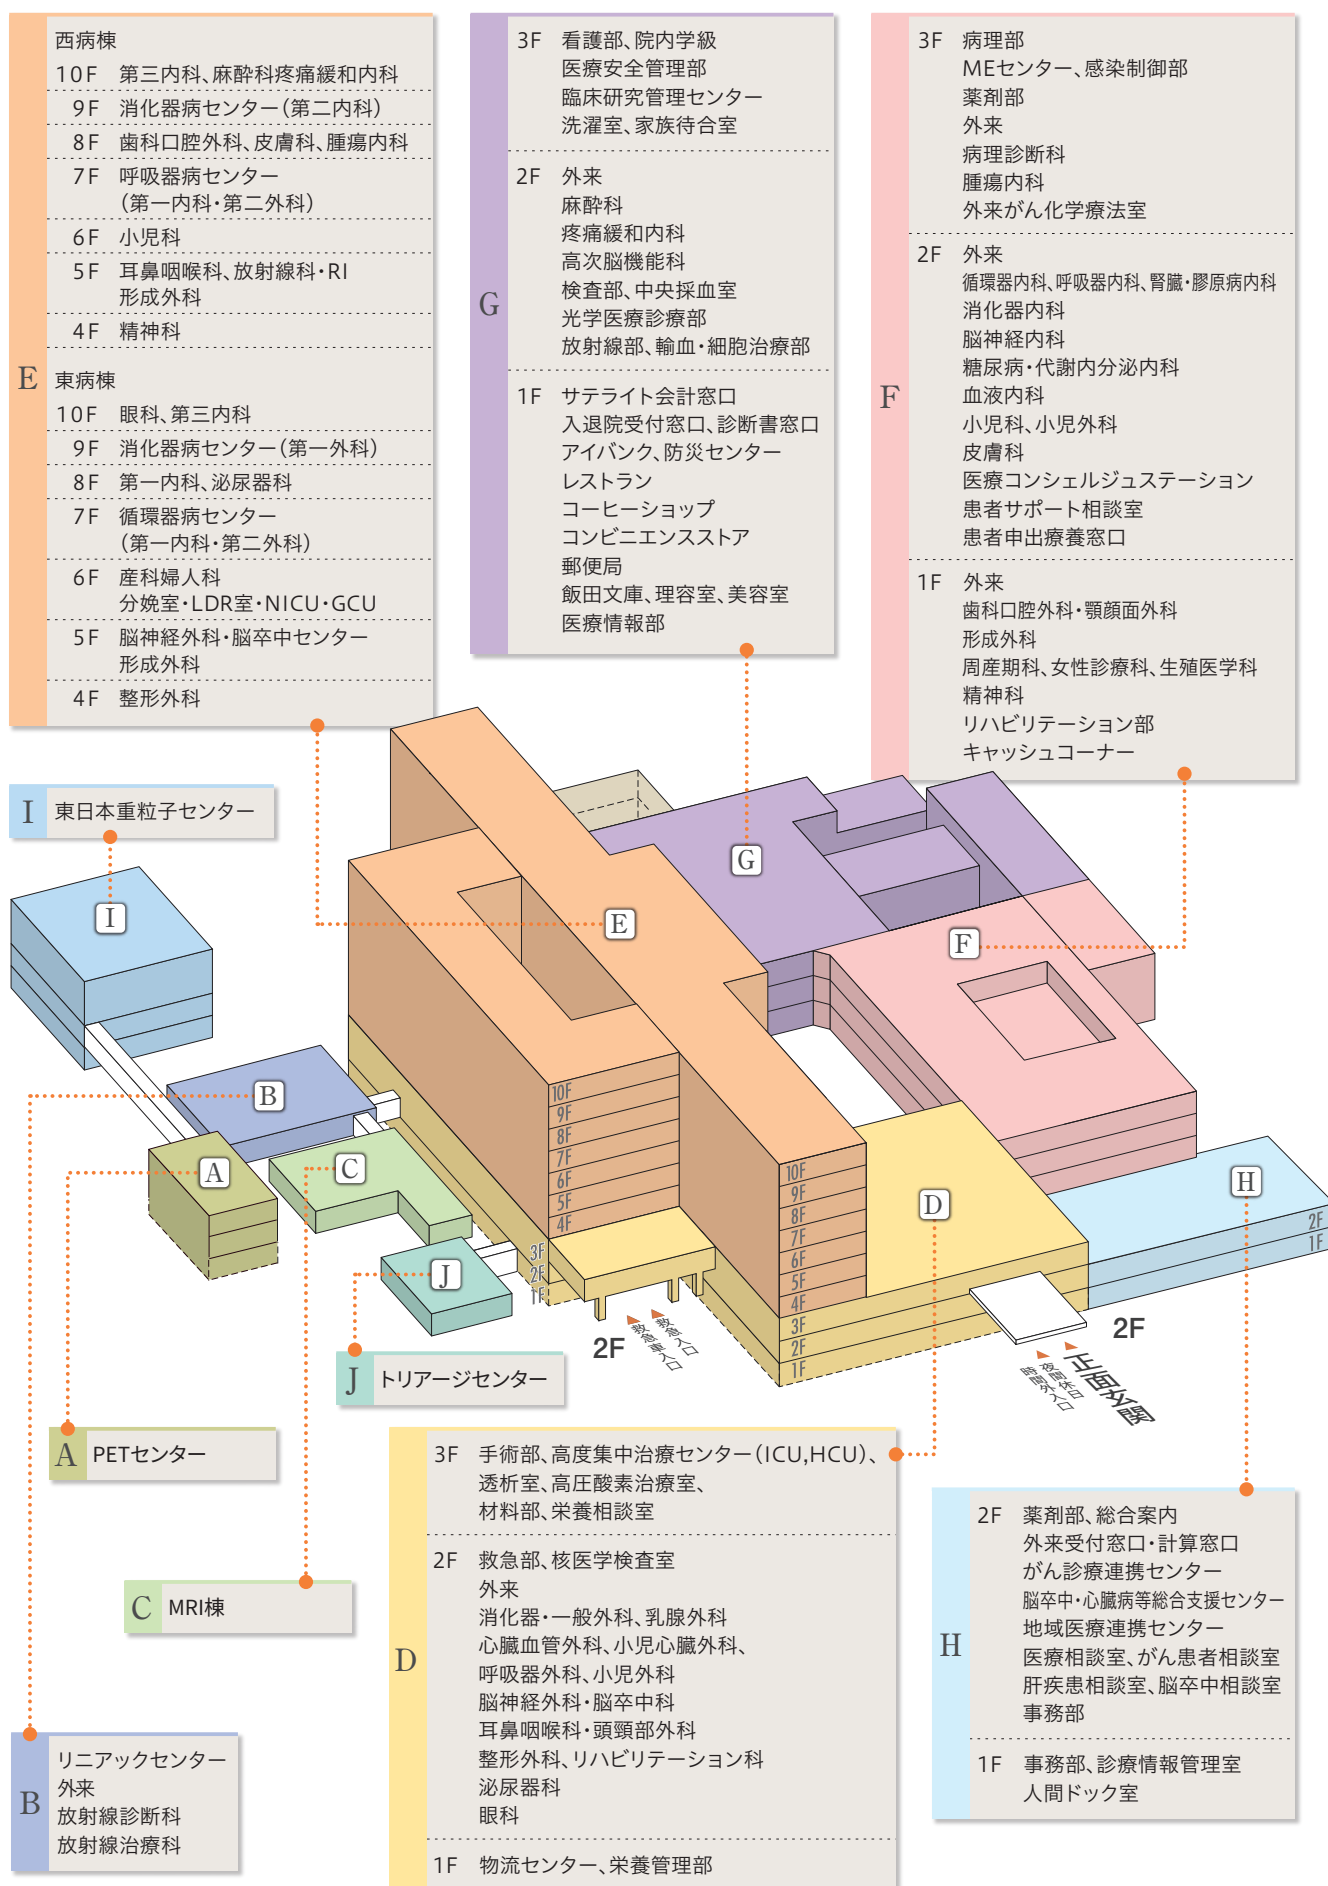 E
西病棟
10F 第三内科、麻酔科疼痛緩和内科
9F 消化器病センター（第二内科）
8F 歯科口腔外科、皮膚科、腫瘍内科
7F 呼吸器病センター
（第一内科・第二外科）
6F 小児科
5F 耳鼻咽喉科、放射線科・RI
形成外科
4F 精神科
東病棟
10F 眼科、第三内科
9F 消化器病センター（第一外科）
8F 第一内科、泌尿器科
7F 循環器病センター
（第一内科・第二外科）
6F 産科婦人科
分娩室・LDR室・NICU・GCU
5F 脳神経外科・脳卒中センター
形成外科
4F 整形外科
G
3F 看護部、院内学級
医療安全管理部
臨床研究管理センター
洗濯室、家族待合室
2F 外来
麻酔科
疼痛緩和内科
高次脳機能科
検査部、中央採血室
光学医療診療部
放射線部、輸血・細胞治療部
1F サテライト会計窓口
入退院受付窓口、診断書窓口
アイバンク、防災センター
レストラン
コーヒーショップ
コンビニエンスストア
郵便局
飯田文庫、理容室、美容室
医療情報部
F
3F 病理部
MEセンター、感染制御部
薬剤部
外来
病理診断科
腫瘍内科
外来がん化学療法室
2F 外来
循環器内科、呼吸器内科、腎臓・膠原病内科
消化器内科
脳神経内科
糖尿病・代謝内分泌内科
血液内科
小児科、小児外科
皮膚科
医療コンシェルジュステーション
患者サポート相談室
患者申出療養窓口
1F 外来
歯科口腔外科・顎顔面外科
形成外科
周産期科、女性診療科、生殖医学科
精神科
リハビリテーション部
キャッシュコーナー
I 東日本重粒子センター
I
G
E
F
B
A
C
J
D
H
10F
9F
8F
7F
6F
5F
4F
3F
2F
1F
10F
9F
8F
7F
6F
5F
4F
3F
2F
1F
2F
1F
2F
救急車入口
救急入口
2F
時間外入口
夜間休日
正面玄関
J トリアージセンター
A PETセンター
C MRI棟
B
リニアックセンター
外来
放射線診断科
放射線治療科
D
3F 手術部、高度集中治療センター（ICU,HCU）、
透析室、高圧酸素治療室、
材料部、栄養相談室
2F 救急部、核医学検査室
外来
消化器・一般外科、乳腺外科
心臓血管外科、小児心臓外科、
呼吸器外科、小児外科
脳神経外科・脳卒中科
耳鼻咽喉科・頭頸部外科
整形外科、リハビリテーション科
泌尿器科
眼科
1F 物流センター、栄養管理部
H
2F 薬剤部、総合案内
外来受付窓口・計算窓口
がん診療連携センター
脳卒中・心臓病等総合支援センター
地域医療連携センター
医療相談室、がん患者相談室
肝疾患相談室、脳卒中相談室
事務部
1F 事務部、診療情報管理室
人間ドック室